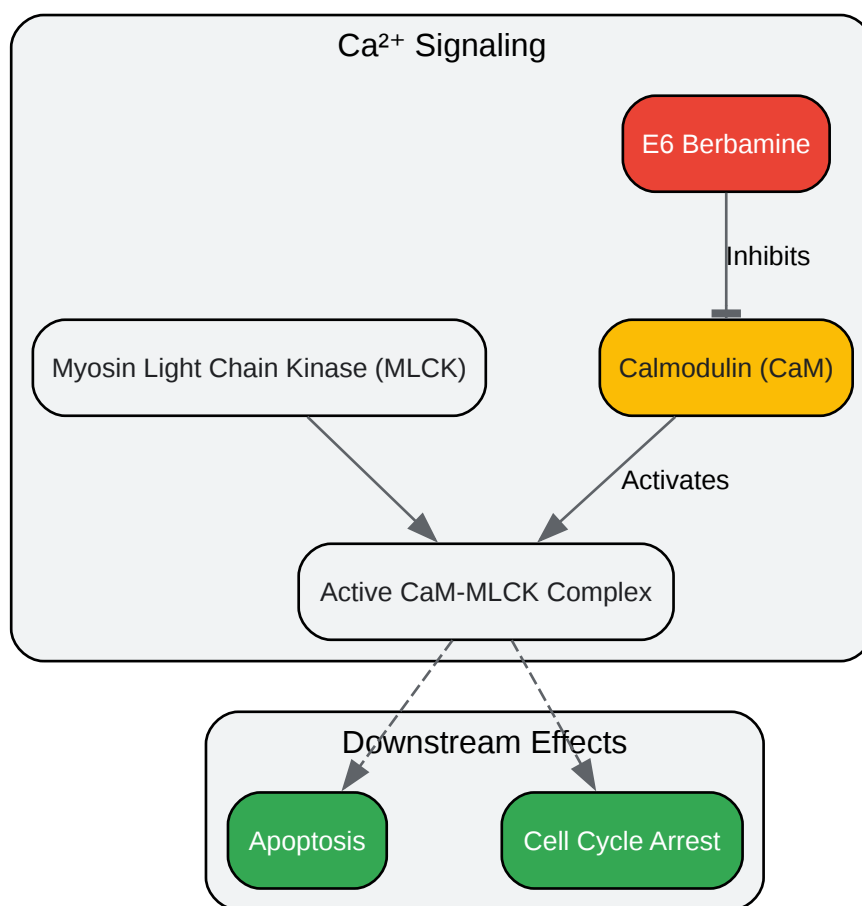 Ca²⁺ Signaling
E6 Berbamine
Inhibits
Myosin Light Chain Kinase (MLCK)
Calmodulin (CaM)
Activates
Active CaM-MLCK Complex
Downstream Effects
Apoptosis
Cell Cycle Arrest